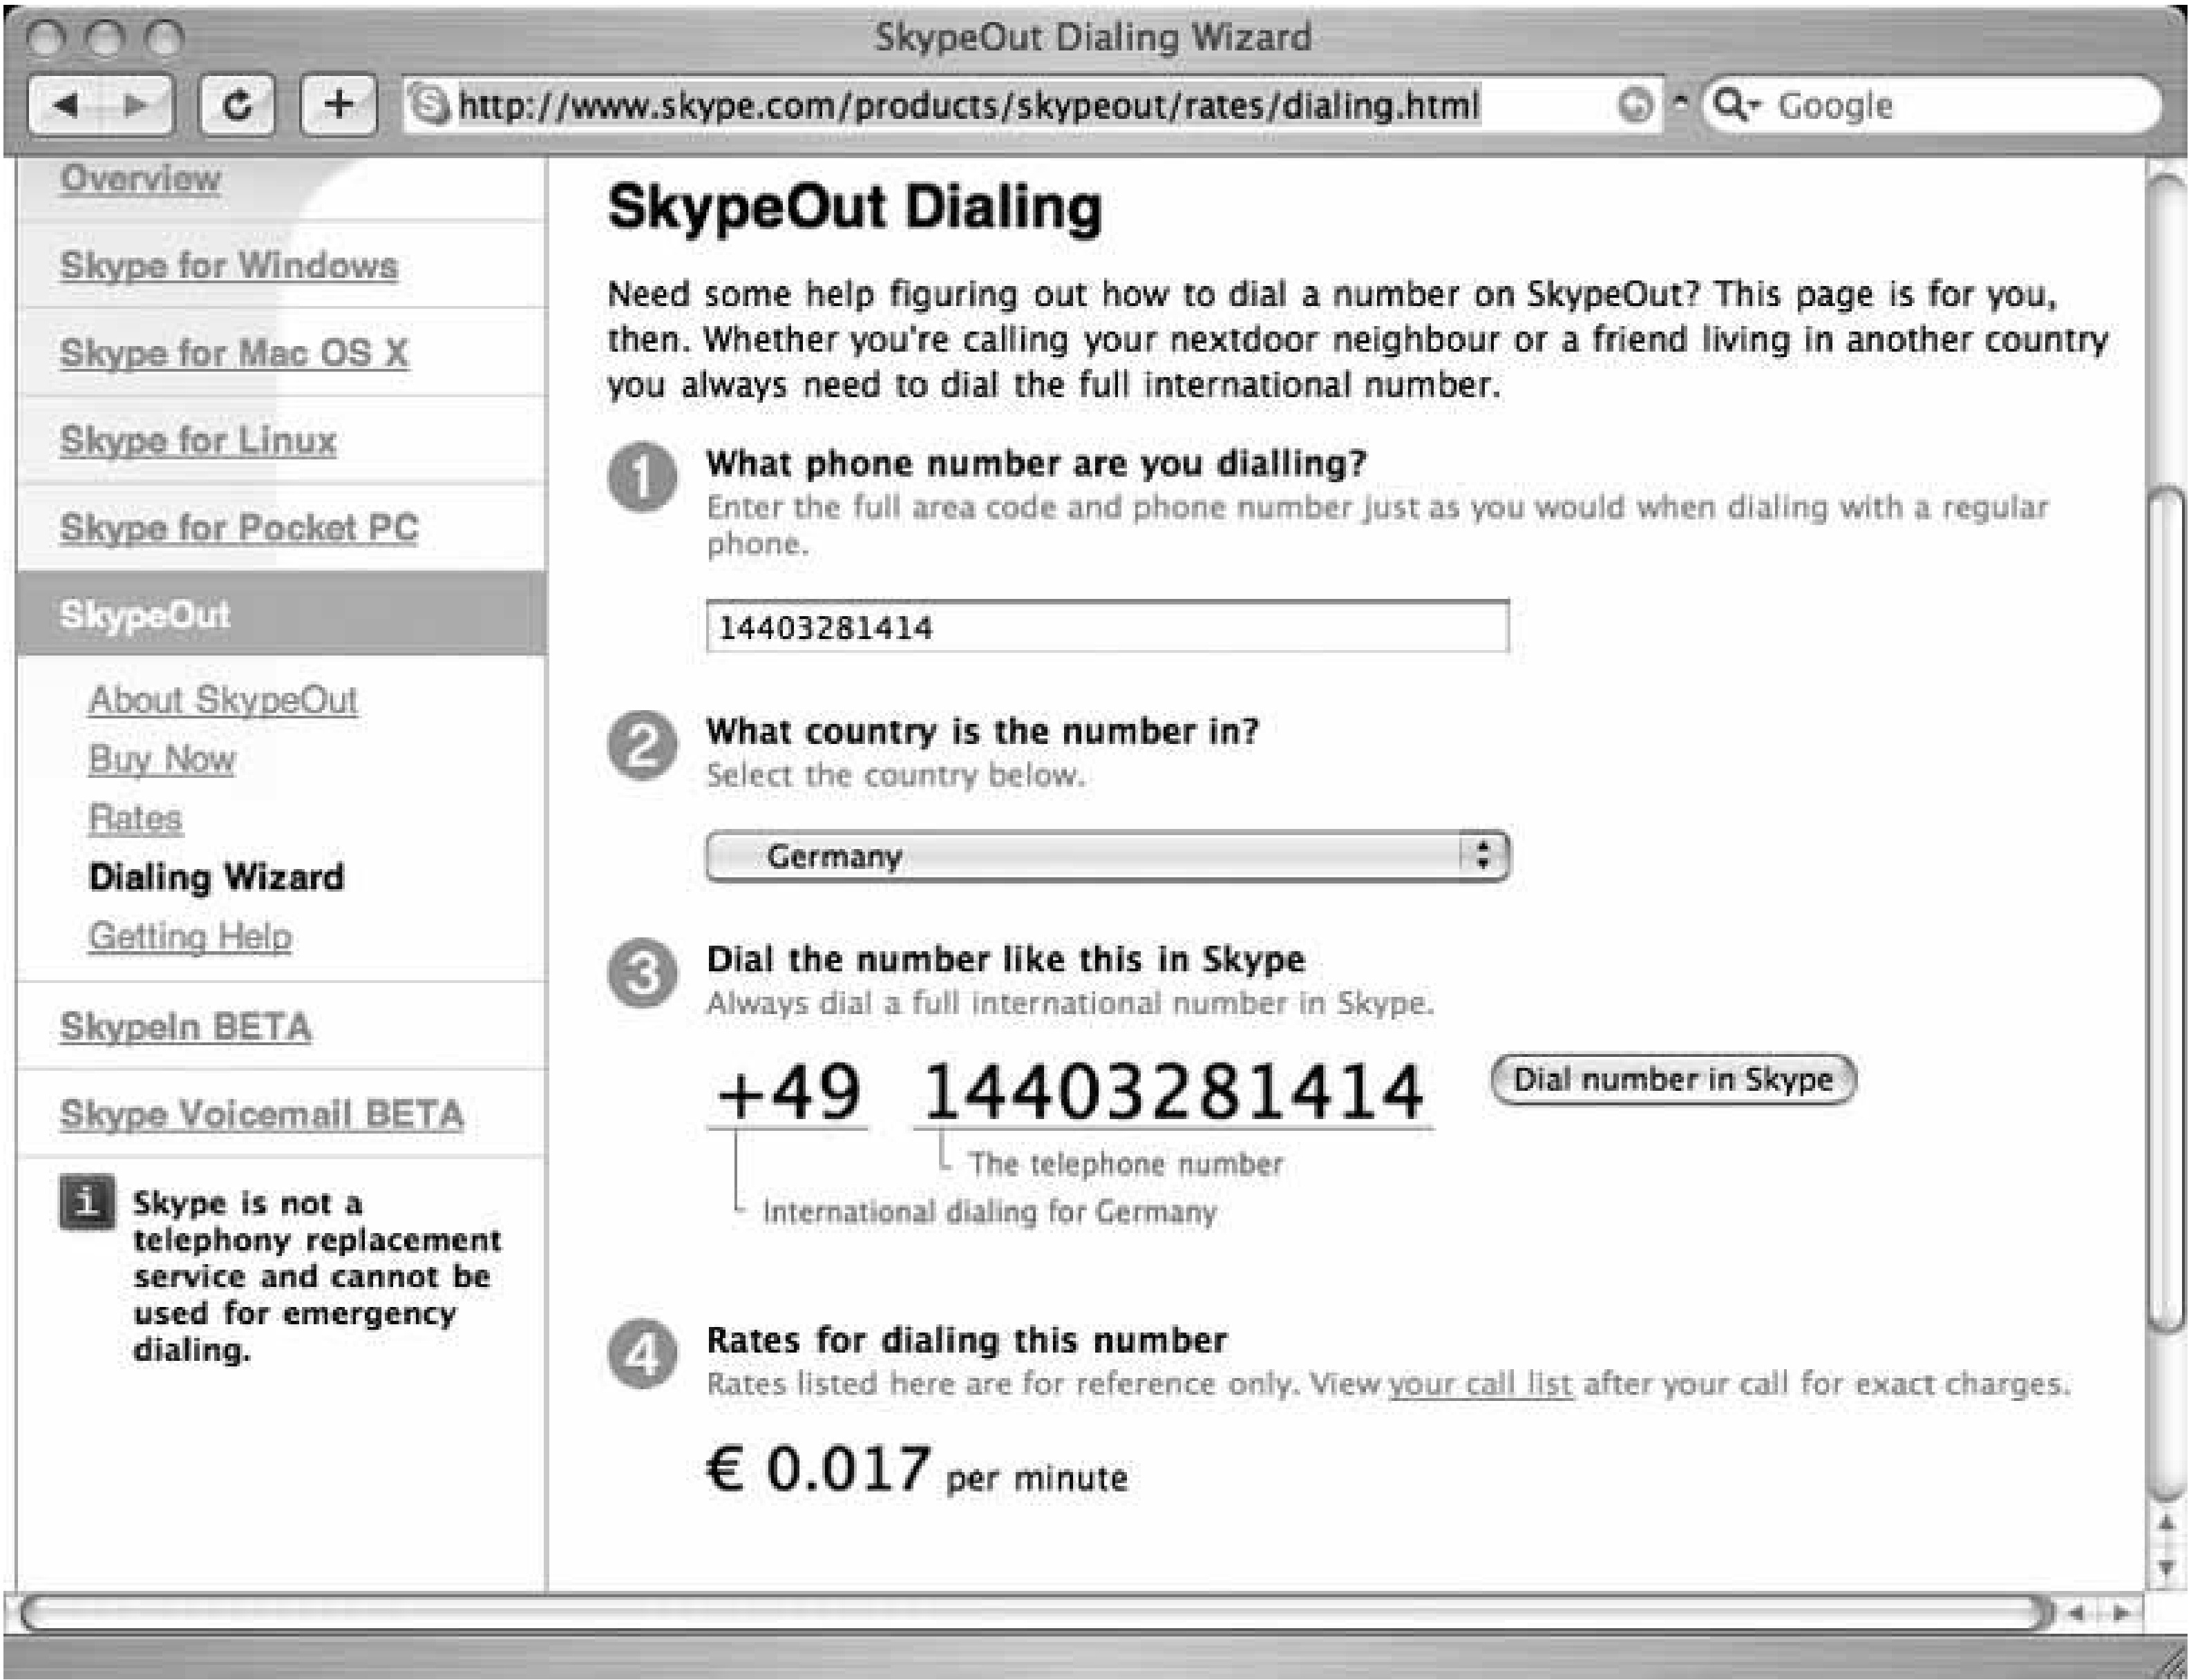 SkypeOut Dialing Wizard
http://www.skype.com/products/skypeout/rates/dialing.html
Google
Overview
Skype for Windows
Skype for Mac OS X
Skype for Linux
Skype for Pocket PC
SkypeOut
About SkypeOut
Buy Now
Rates
Dialing Wizard
Getting Help
SkypeIn BETA
Skype Voicemail BETA
i
Skype is not a
telephony replacement
service and cannot be
used for emergency
dialing.
SkypeOut Dialing
Need some help figuring out how to dial a number on SkypeOut? This page is for you,
then. Whether you're calling your nextdoor neighbour or a friend living in another country
you always need to dial the full international number.
1 What phone number are you dialling?
Enter the full area code and phone number just as you would when dialing with a regular
phone.
14403281414
2 What country is the number in?
Select the country below.
Germany
3 Dial the number like this in Skype
Always dial a full international number in Skype.
+49 14403281414 Dial number in Skype
The telephone number
International dialing for Germany
4 Rates for dialing this number
Rates listed here are for reference only. View your call list after your call for exact charges.
€ 0.017 per minute